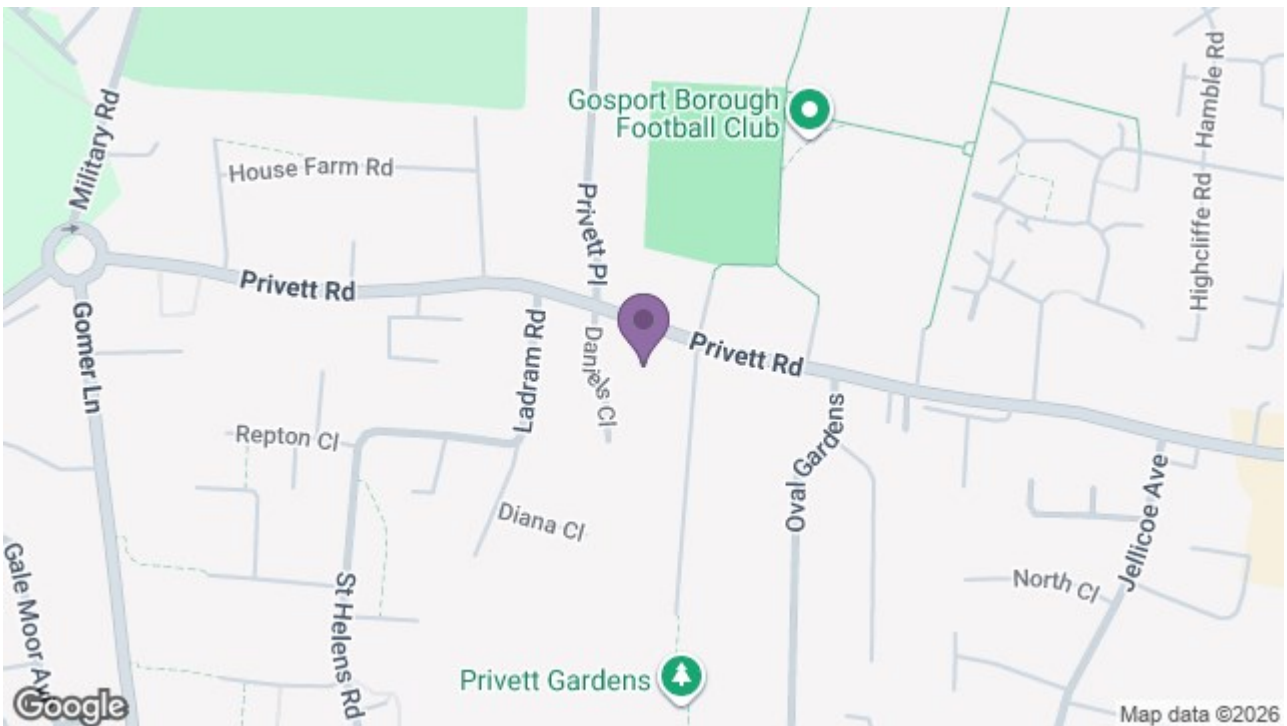 Military Rd
House Farm Rd
Privett Pl
Gosport Borough
Football Club
Highcliffe Rd
Hamble Rd
Privett Rd
Gomer Ln
Ladram Rd
Daniels Cl
Privett Rd
Repton Cl
Oval Gardens
Diana Cl
Jellicoe Ave
North Cl
Gale Moor Av
St Helens Rd
Privett Gardens
Google
Map data ©2026